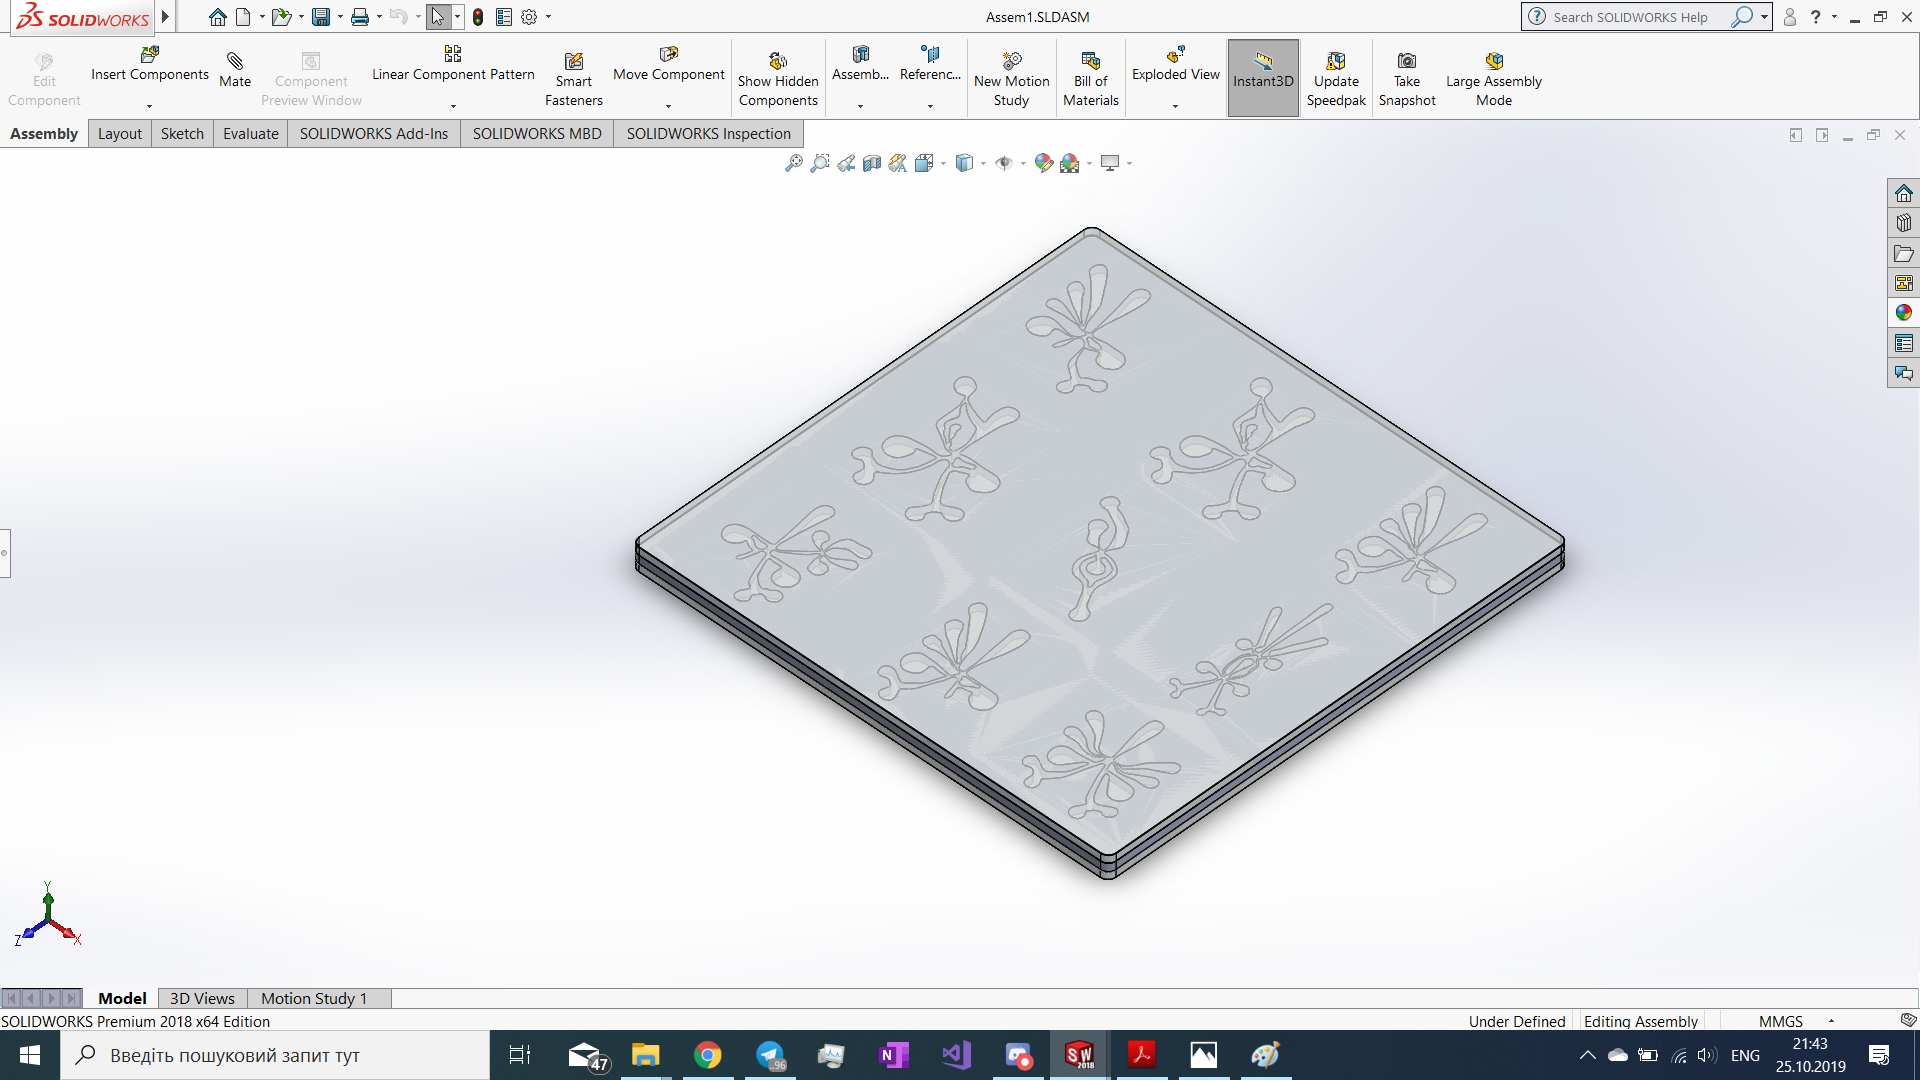 SOLIDWORKS
Assem1.SLDASM
Search SOLIDWORKS Help
Edit Component
Insert Components
Mate
Component Preview Window
Linear Component Pattern
Smart Fasteners
Move Component
Show Hidden Components
Assemb...
Referenc...
New Motion Study
Bill of Materials
Exploded View
Instant3D
Update Speedpak
Take Snapshot
Large Assembly Mode
Assembly
Layout
Sketch
Evaluate
SOLIDWORKS Add-Ins
SOLIDWORKS MBD
SOLIDWORKS Inspection
Y
Z
X
Model
3D Views
Motion Study 1
SOLIDWORKS Premium 2018 x64 Edition
Under Defined
Editing Assembly
MMGS
Введіть пошуковий запит тут
47
..96
N
SW
2018
ENG
21:43
25.10.2019